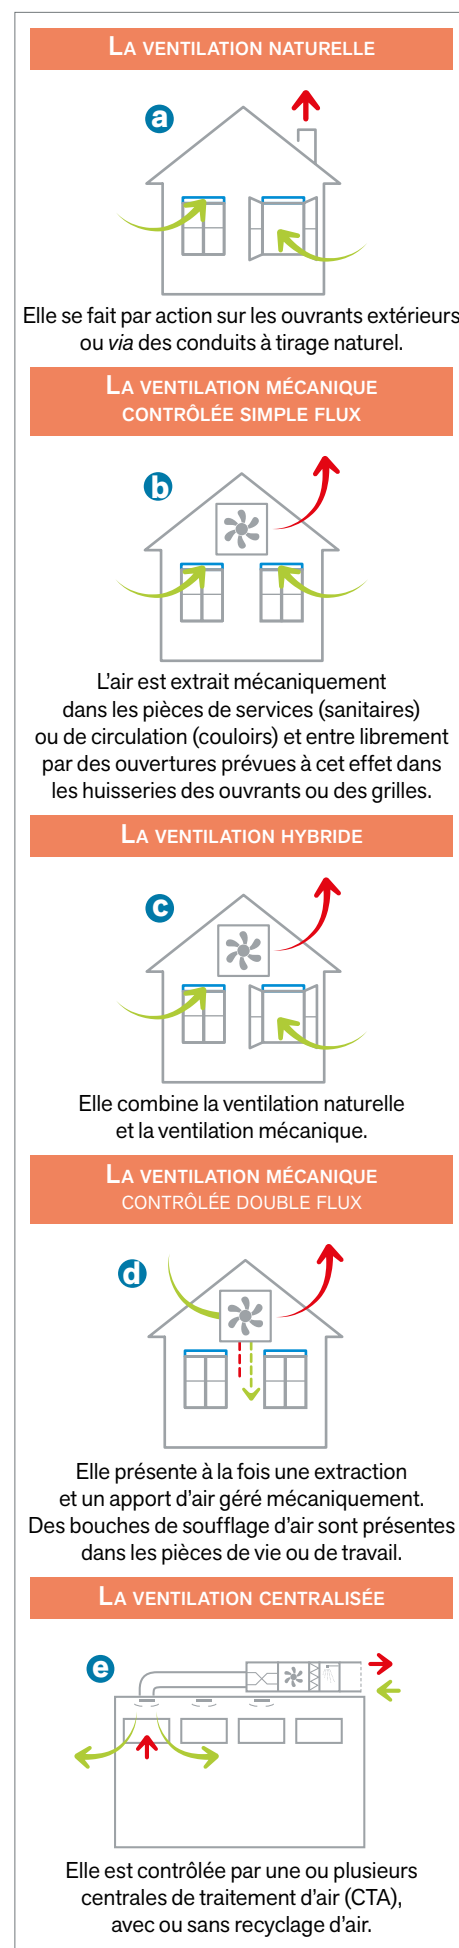 LA VENTILATION NATURELLE
a
Elle se fait par action sur les ouvrants extérieurs
ou via des conduits à tirage naturel.
LA VENTILATION MÉCANIQUE
CONTRÔLÉE SIMPLE FLUX
b
L'air est extrait mécaniquement
dans les pièces de services (sanitaires)
ou de circulation (couloirs) et entre librement
par des ouvertures prévues à cet effet dans
les huisseries des ouvrants ou des grilles.
LA VENTILATION HYBRIDE
c
Elle combine la ventilation naturelle
et la ventilation mécanique.
LA VENTILATION MÉCANIQUE
CONTRÔLÉE DOUBLE FLUX
d
Elle présente à la fois une extraction
et un apport d'air géré mécaniquement.
Des bouches de soufflage d'air sont présentes
dans les pièces de vie ou de travail.
LA VENTILATION CENTRALISÉE
e
Elle est contrôlée par une ou plusieurs
centrales de traitement d'air (CTA),
avec ou sans recyclage d'air.